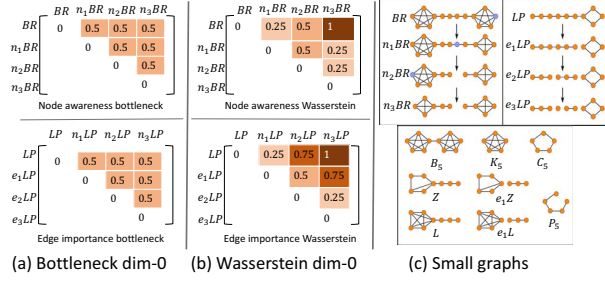 BR n₁BR n₂BR n₃BR
BR 0 0.5 0.5 0.5
n₁BR 0 0.5 0.5
n₂BR 0 0.5
n₃BR 0
Node awareness bottleneck
BR n₁BR n₂BR n₃BR
BR 0 0.25 0.5 1
n₁BR 0 0.5 0.25
n₂BR 0 0.25
n₃BR 0
Node awareness Wasserstein
LP n₁LP n₂LP n₃LP
LP 0 0.5 0.5 0.5
e₁LP 0 0.5 0.5
e₂LP 0 0.5
e₃LP 0
Edge importance bottleneck
LP n₁LP n₂LP n₃LP
LP 0 0.25 0.75 1
e₁LP 0 0.5 0.75
e₂LP 0 0.25
e₃LP 0
Edge importance Wasserstein
BR
n₁BR
n₂BR
n₃BR
LP
e₁LP
e₂LP
e₃LP
B₅ K₅ C₅
Z e₁Z
P₅
L e₁L
(a) Bottleneck dim-0
(b) Wasserstein dim-0
(c) Small graphs